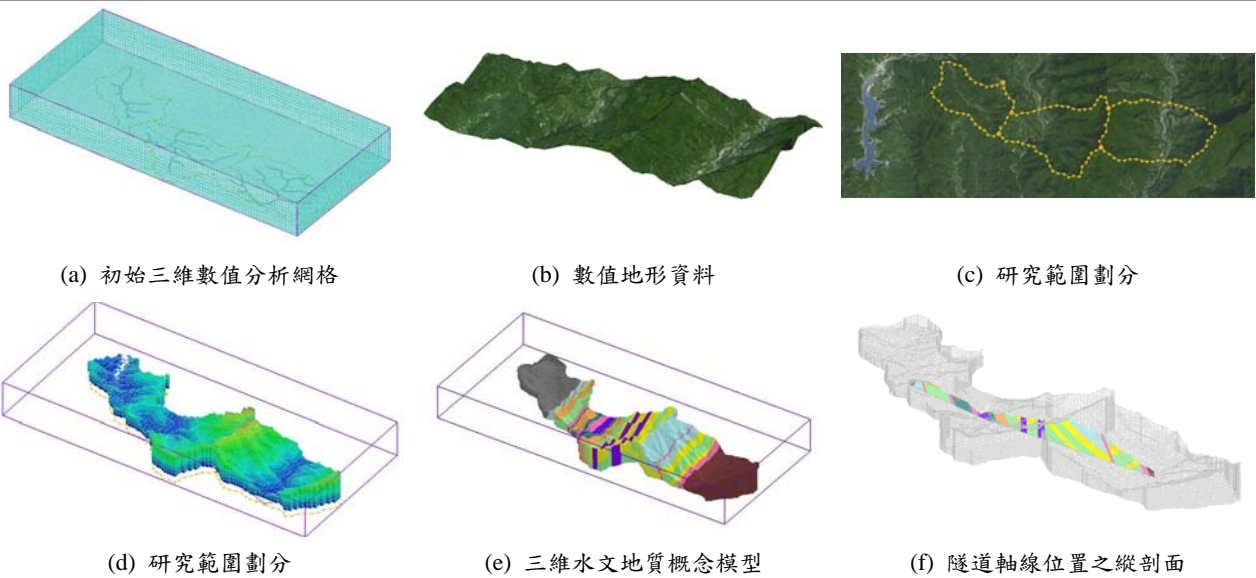 (a) 初始三維數值分析網格
(b) 數值地形資料
(c) 研究範圍劃分
(d) 研究範圍劃分
(e) 三維水文地質概念模型
(f) 隧道軸線位置之縱剖面